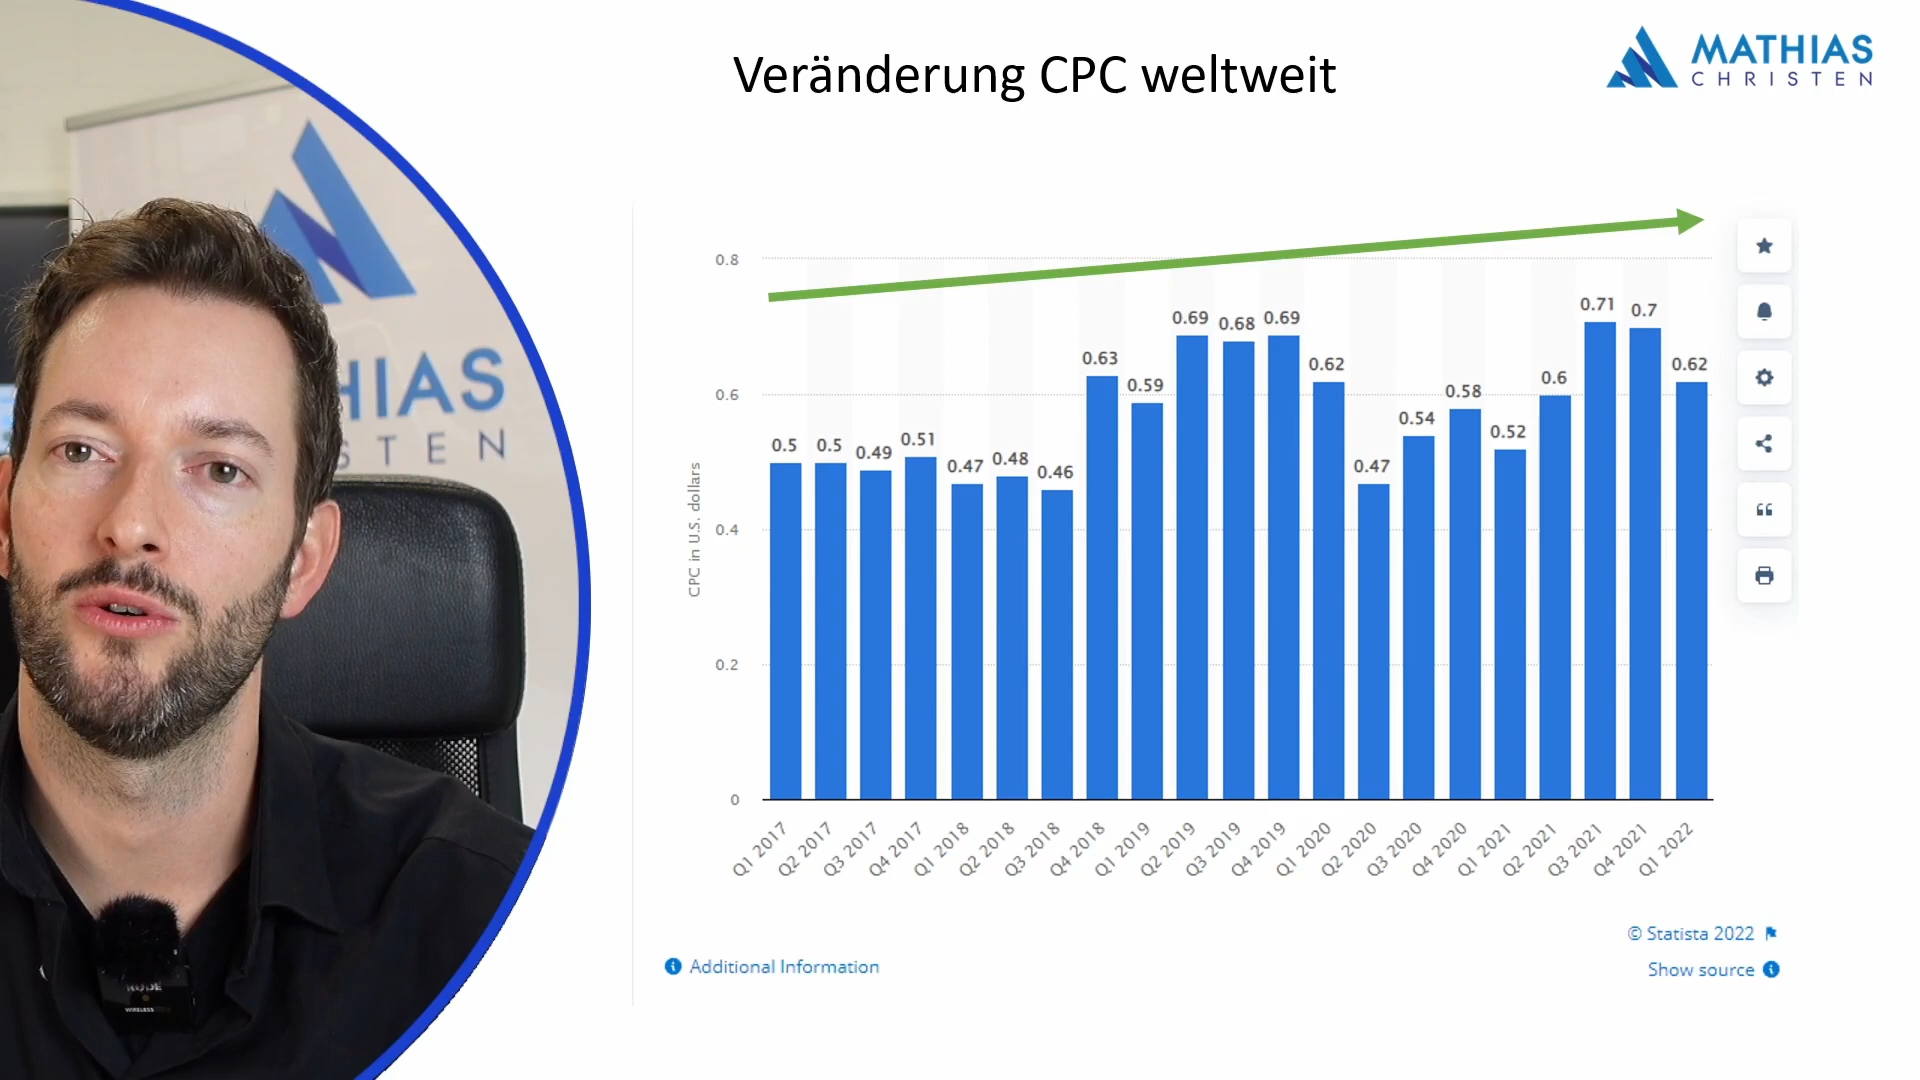 Veränderung CPC weltweit
MATHIAS
CHRISTEN
HIAS
STEN
RODE
WIRELESS
CPC in U.S. dollars
0.8
0.6
0.4
0.2
0
0.5
0.5
0.49
0.51
0.47
0.48
0.46
0.63
0.59
0.69
0.68
0.69
0.62
0.47
0.54
0.58
0.52
0.6
0.71
0.7
0.62
Q1 2017
Q2 2017
Q3 2017
Q4 2017
Q1 2018
Q2 2018
Q3 2018
Q4 2018
Q1 2019
Q2 2019
Q3 2019
Q4 2019
Q1 2020
Q2 2020
Q3 2020
Q4 2020
Q1 2021
Q2 2021
Q3 2021
Q4 2021
Q1 2022
Additional Information
© Statista 2022
Show source